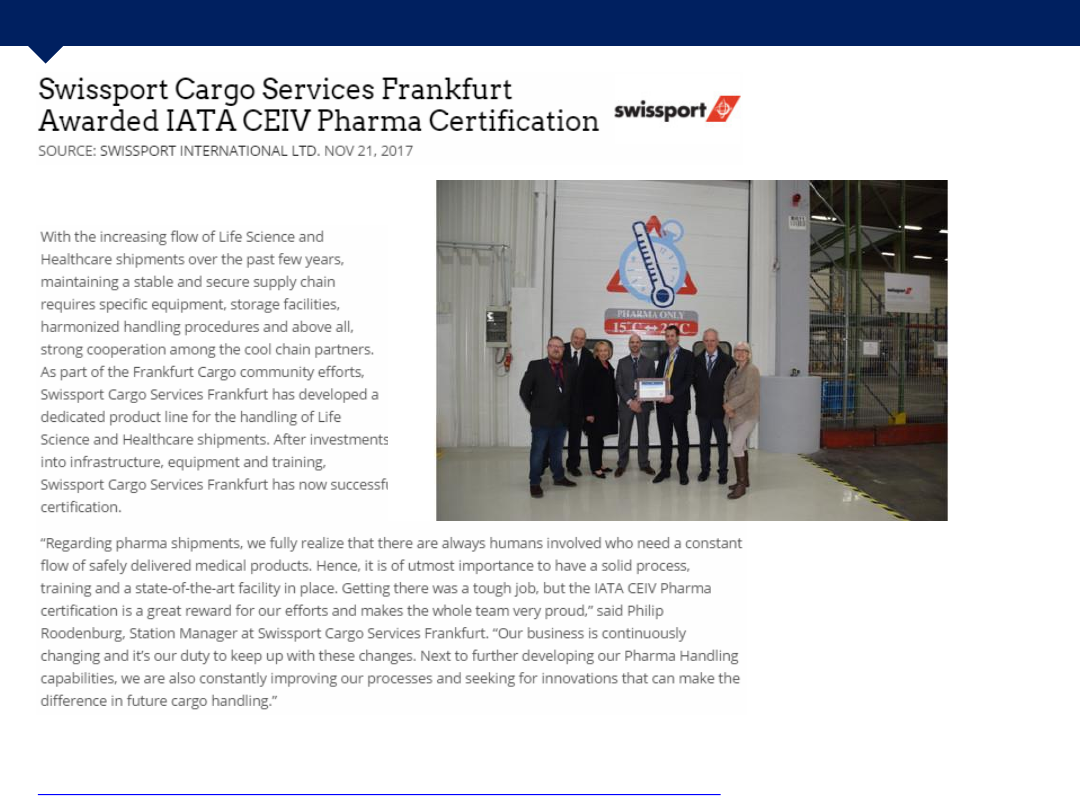 Swissport Cargo Services Frankfurt
Awarded IATA CEIV Pharma Certification
swissport
SOURCE: SWISSPORT INTERNATIONAL LTD. NOV 21, 2017
With the increasing flow of Life Science and
Healthcare shipments over the past few years,
maintaining a stable and secure supply chain
requires specific equipment, storage facilities,
harmonized handling procedures and above all,
strong cooperation among the cool chain partners.
As part of the Frankfurt Cargo community efforts,
Swissport Cargo Services Frankfurt has developed a
dedicated product line for the handling of Life
Science and Healthcare shipments. After investments
into infrastructure, equipment and training,
Swissport Cargo Services Frankfurt has now successfu
certification.
PHARMA ONLY
swissport
“Regarding pharma shipments, we fully realize that there are always humans involved who need a constant
flow of safely delivered medical products. Hence, it is of utmost importance to have a solid process,
training and a state-of-the-art facility in place. Getting there was a tough job, but the IATA CEIV Pharma
certification is a great reward for our efforts and makes the whole team very proud,” said Philip
Roodenburg, Station Manager at Swissport Cargo Services Frankfurt. “Our business is continuously
changing and it’s our duty to keep up with these changes. Next to further developing our Pharma Handling
capabilities, we are also constantly improving our processes and seeking for innovations that can make the
difference in future cargo handling.”